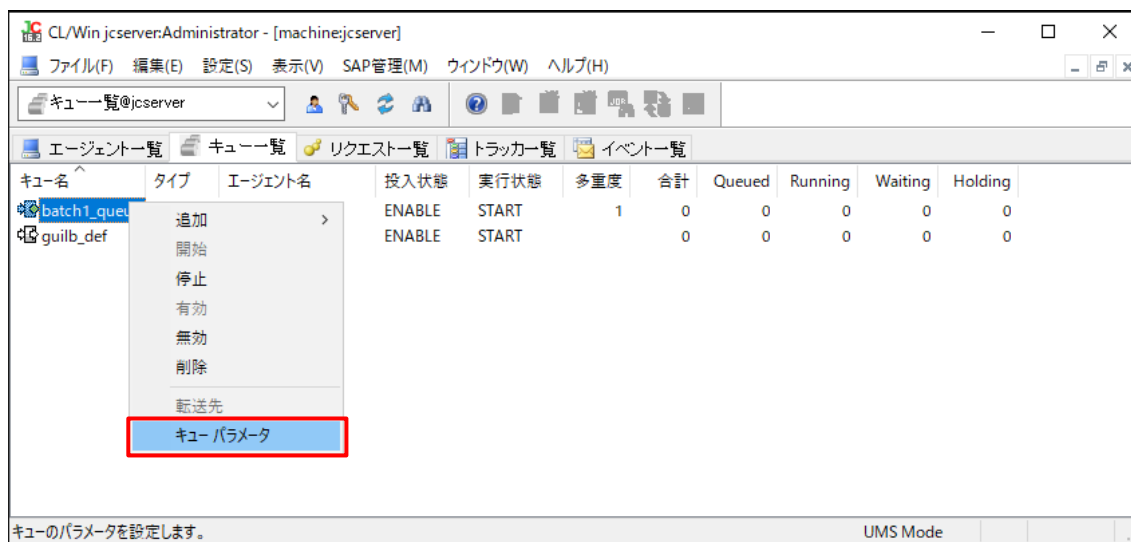 CL/Win jcserver:Administrator - [machine:jcserver]
ファイル(F) 編集(E) 設定(S) 表示(V) SAP管理(M) ウィンドウ(W) ヘルプ(H)
キュー一覧@jcserver
エージェント一覧 キュー一覧 リクエスト一覧 トラッカ一覧 イベント一覧
キュー名 タイプ エージェント名 投入状態 実行状態 多重度 合計 Queued Running Waiting Holding
batch1_queu ENABLE START 1 0 0 0 0 0
guilb_def ENABLE START 0 0 0 0 0
追加
開始
停止
有効
無効
削除
転送先
キュー パラメータ
キューのパラメータを設定します。 UMS Mode